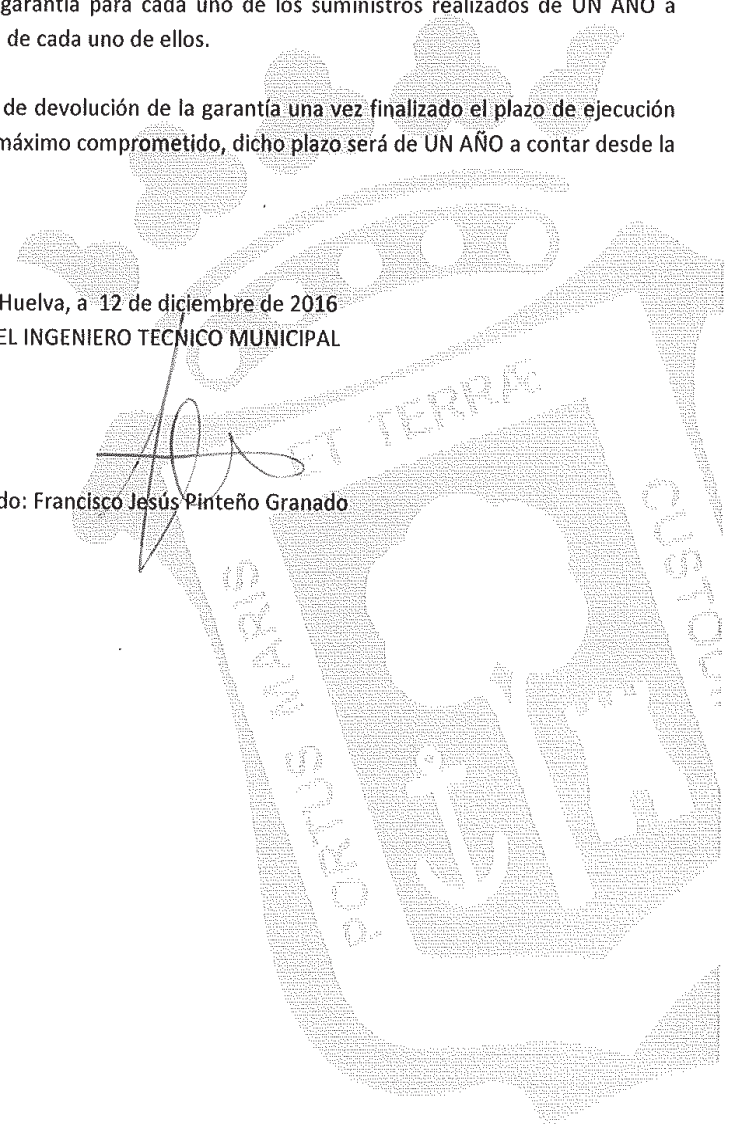 garantía para cada uno de los suministros realizados de UN AÑO a
de cada uno de ellos.
de devolución de la garantía una vez finalizado el plazo de ejecución
máximo comprometido, dicho plazo será de UN AÑO a contar desde la
Huelva, a 12 de diciembre de 2016
EL INGENIERO TECNICO MUNICIPAL
do: Francisco Jesús Pinteño Granado
PORTUS MARIS
ET TERRÆ
CUSTODI